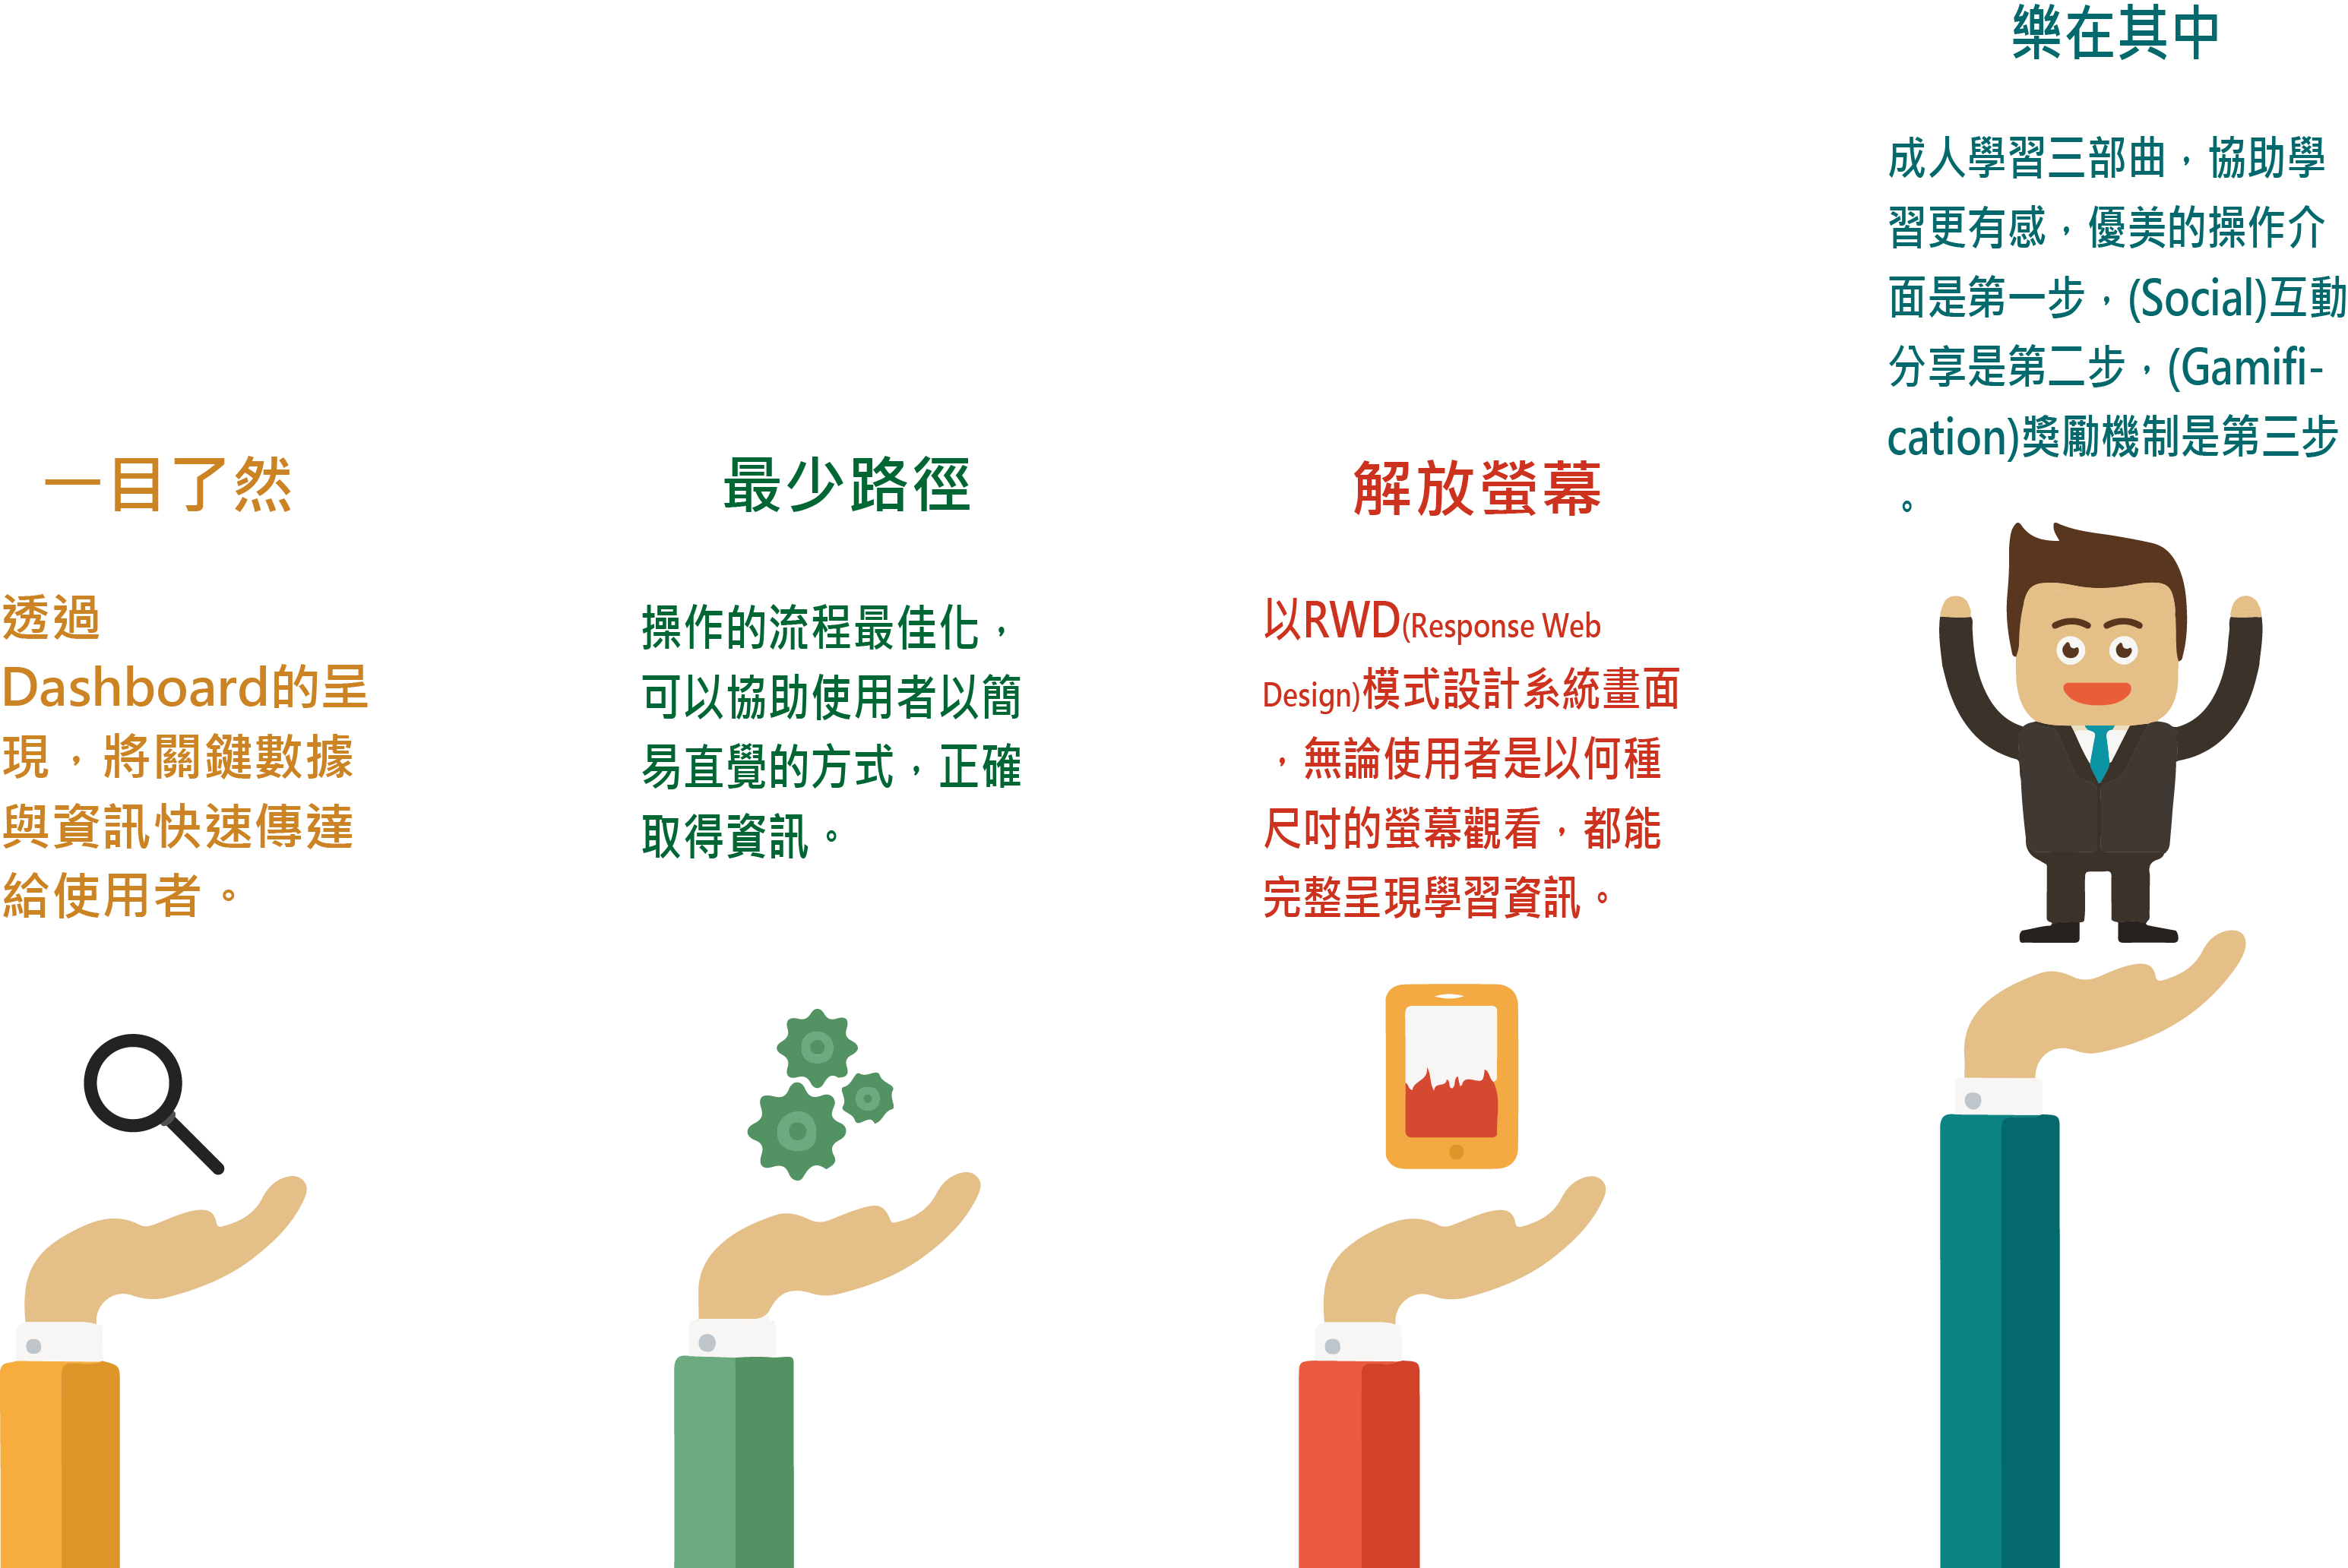 一目了然
透過
Dashboard的呈
現，將關鍵數據
與資訊快速傳達
給使用者。
最少路徑
操作的流程最佳化，
可以協助使用者以簡
易直覺的方式，正確
取得資訊。
解放螢幕
以RWD(Response Web
Design)模式設計系統畫面
，無論使用者是以何種
尺吋的螢幕觀看，都能
完整呈現學習資訊。
樂在其中
成人學習三部曲，協助學
習更有感，優美的操作介
面是第一步，(Social)互動
分享是第二步，(Gamifi-
cation)獎勵機制是第三步
。